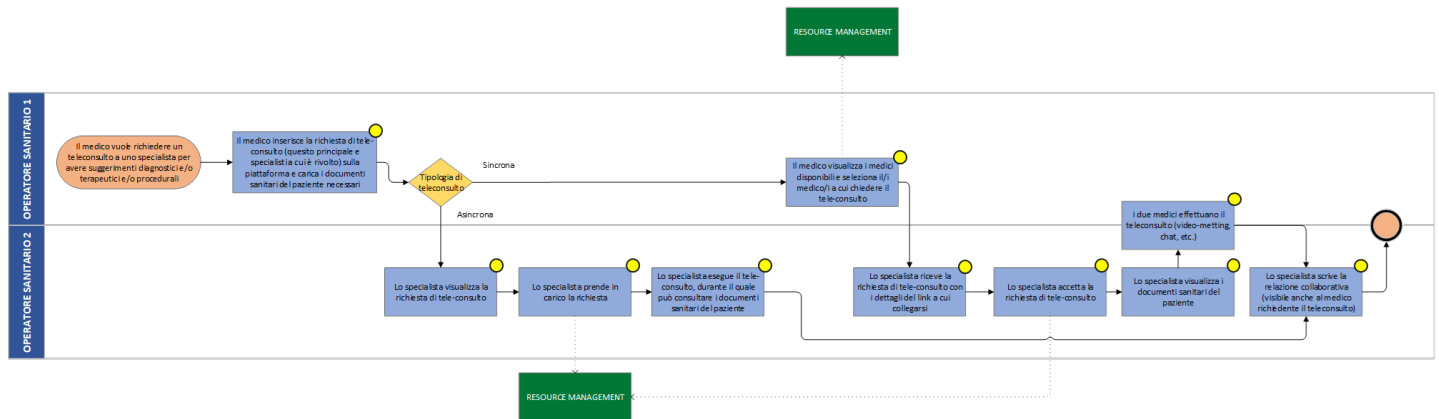 RESOURCE MANAGEMENT
OPERATORE SANITARIO 1
Il medico vuole richiedere un
teleconsulto a uno specialista per
avere suggerimenti diagnostici e/o
terapeutici e/o procedurali
Il medico inserisce la richiesta di tele-
consulto (quesito principale e
specialisti a cui è rivolto) sulla
piattaforma e carica i documenti
sanitari del paziente necessari
Tipologia di
teleconsulto
Sincrona
Asincrona
Il medico visualizza i medici
disponibili e seleziona il/i
medico/i a cui chiedere il
tele-consulto
I due medici effettuano il
teleconsulto (video-metting,
chat, etc.)
OPERATORE SANITARIO 2
Lo specialista visualizza la
richiesta di tele-consulto
Lo specialista prende in
carico la richiesta
Lo specialista esegue il tele-
consulto, durante il quale
può consultare i documenti
sanitari del paziente
Lo specialista riceve la
richiesta di tele-consulto con
i dettagli del link a cui
collegarsi
Lo specialista accetta la
richiesta di tele-consulto
Lo specialista visualizza i
documenti sanitari del
paziente
Lo specialista scrive la
relazione collaborativa
(visibile anche al medico
richiedente il teleconsulto)
RESOURCE MANAGEMENT